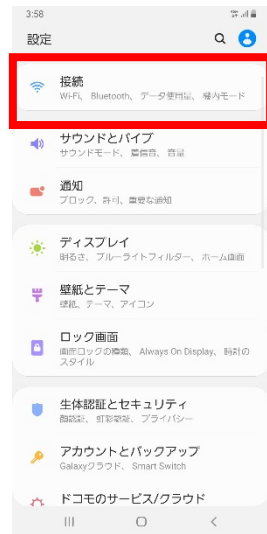 3:58
設定
接続
Wi-Fi、 Bluetooth、 データ使用量、 機内モード
サウンドとバイブ
サウンドモード、 着信音、 音量
通知
ブロック、許可、重要な通知
ディスプレイ
明るさ、 ブルーライトフィルター、 ホーム画面
壁紙とテーマ
壁紙、テーマ、アイコン
ロック画面
画面ロックの種類、 Always On Display、 時計の
スタイル
生体認証とセキュリティ
顔認証、 虹彩認証、 プライバシー
アカウントとバックアップ
Galaxyクラウド、 Smart Switch
ドコモのサービス/クラウド